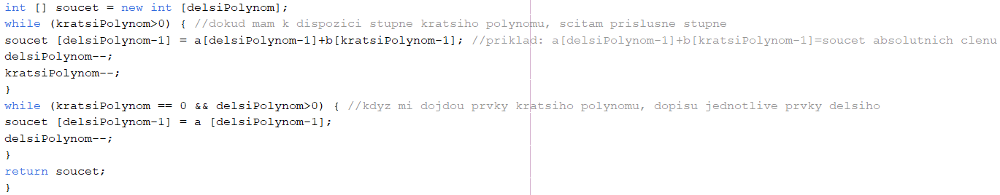 int [] soucet = new int [delsiPolynom];
while (kratsiPolynom>0) { //dokud mam k dispozici stupne kratsiho polynomu, scitam prislusne stupne
soucet [delsiPolynom-1] = a[delsiPolynom-1]+b[kratsiPolynom-1]; //priklad: a[delsiPolynom-1]+b[kratsiPolynom-1]=soucet absolutnich clenu
delsiPolynom--;
kratsiPolynom--;
}
while (kratsiPolynom == 0 && delsiPolynom>0) { //kdyz mi dojdou prvky kratsiho polynomu, dopisu jednotlive prvky delsiho
soucet [delsiPolynom-1] = a [delsiPolynom-1];
delsiPolynom--;
}
return soucet;
}